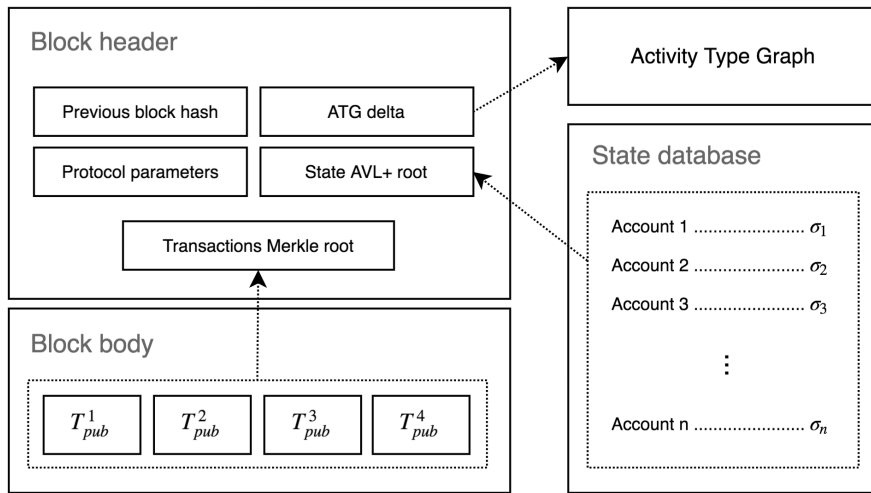 Block header
Previous block hash
ATG delta
Protocol parameters
State AVL+ root
Transactions Merkle root
Block body
T^1_pub
T^2_pub
T^3_pub
T^4_pub
Activity Type Graph
State database
Account 1 ........................ σ_1
Account 2 ........................ σ_2
Account 3 ........................ σ_3
⋮
Account n ........................ σ_n